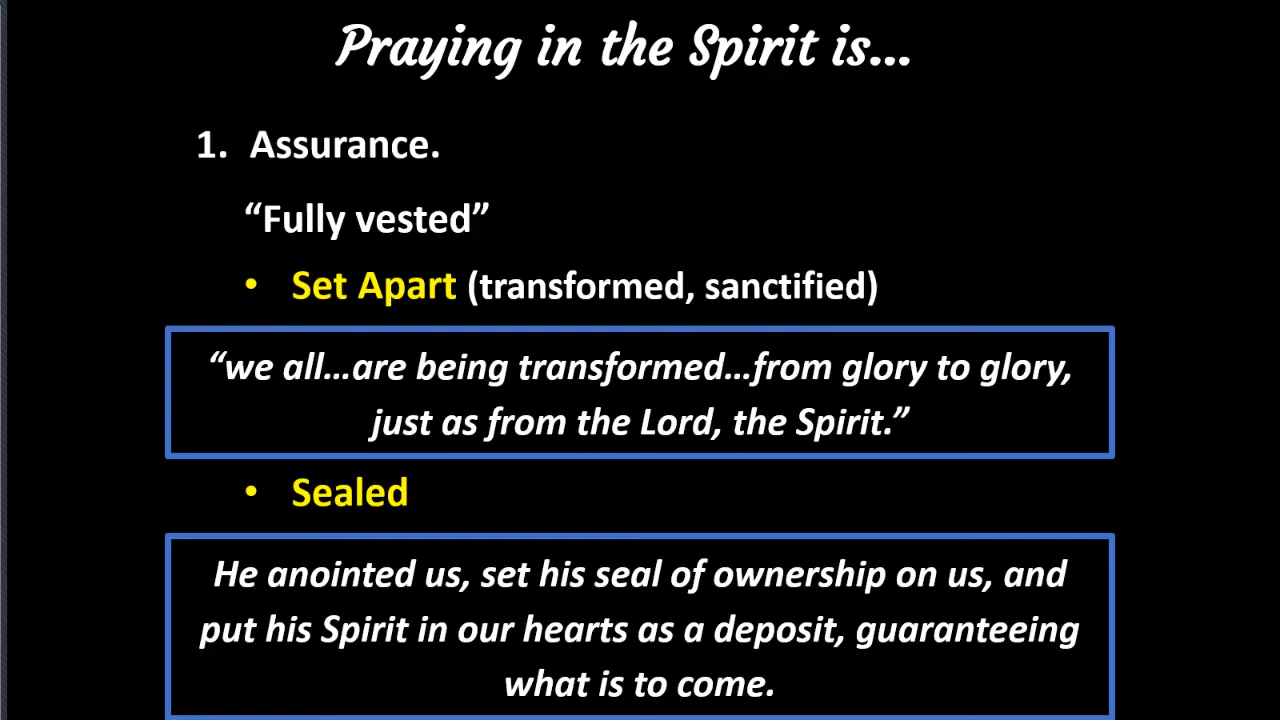 Praying in the Spirit is...
1. Assurance.
“Fully vested”
• Set Apart (transformed, sanctified)
“we all...are being transformed...from glory to glory,
just as from the Lord, the Spirit.”
• Sealed
He anointed us, set his seal of ownership on us, and
put his Spirit in our hearts as a deposit, guaranteeing
what is to come.